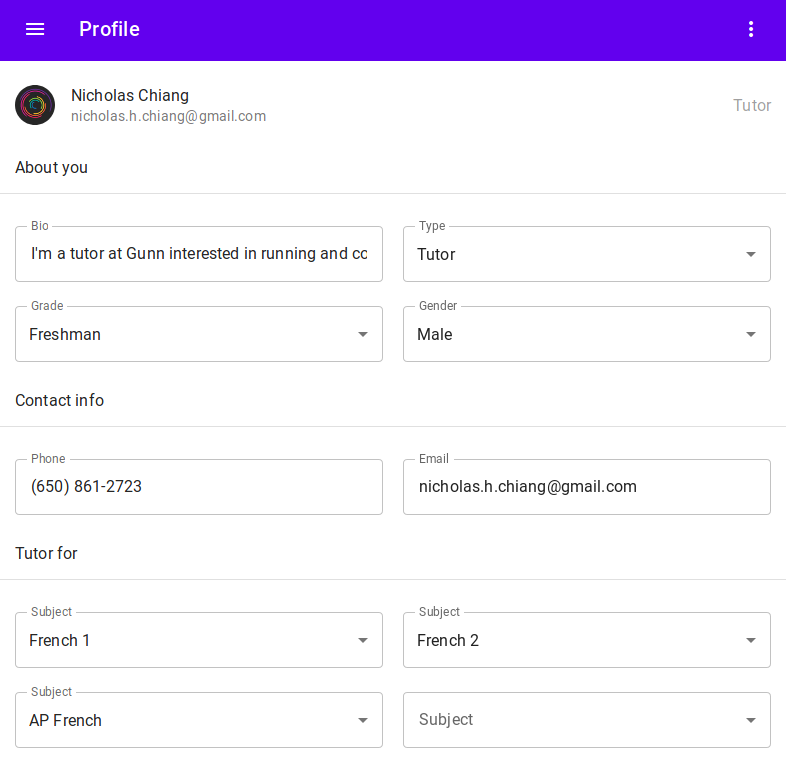 Profile
Nicholas Chiang
nicholas.h.chiang@gmail.com
Tutor
About you
Bio
I'm a tutor at Gunn interested in running and co
Type
Tutor
Grade
Freshman
Gender
Male
Contact info
Phone
(650) 861-2723
Email
nicholas.h.chiang@gmail.com
Tutor for
Subject
French 1
Subject
French 2
Subject
AP French
Subject